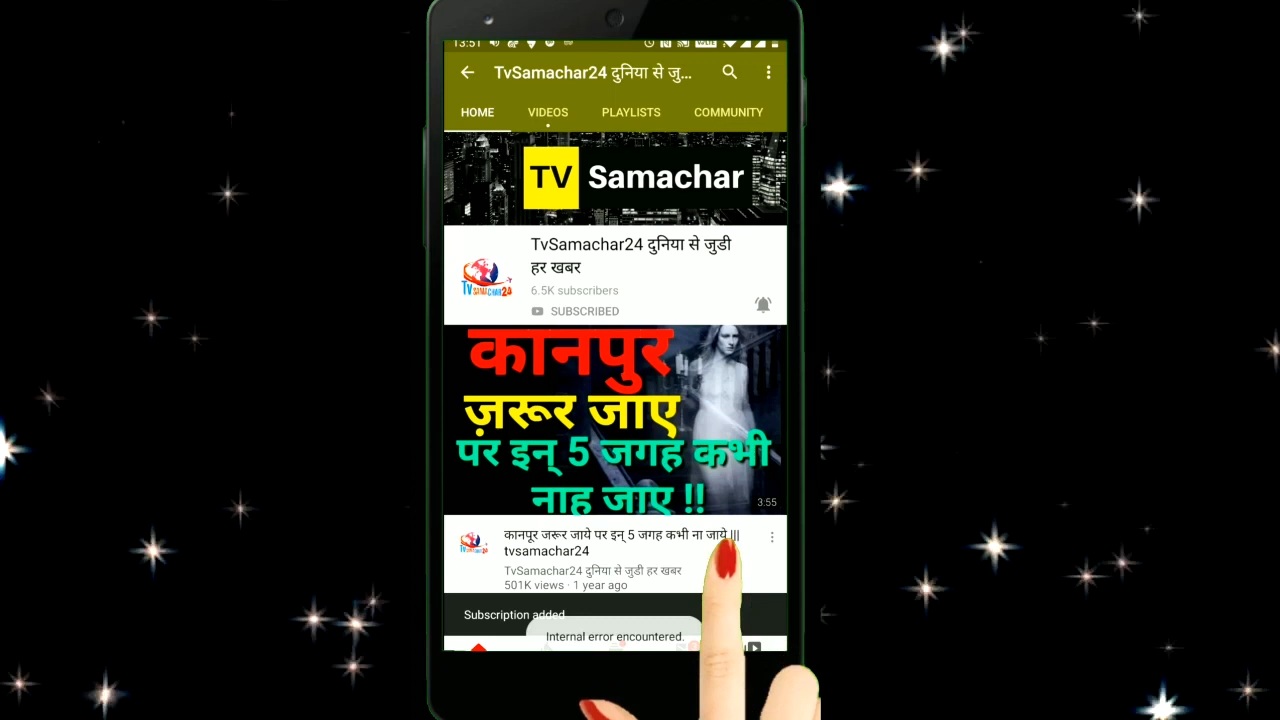 13:51
TvSamachar24 दुनिया से जु...
HOME VIDEOS PLAYLISTS COMMUNITY
TV Samachar
TvSamachar24 दुनिया से जुडी
हर खबर
6.5K subscribers
SUBSCRIBED
TV SAMACHAR24
कानपुर
ज़रूर जाए
पर इन् 5 जगह कभी
नाह जाए !!
3:55
कानपूर जरूर जाये पर इन् 5 जगह कभी ना जाये |||
tvsamachar24
TvSamachar24 दुनिया से जुडी हर खबर
501K views · 1 year ago
Subscription added
Internal error encountered.